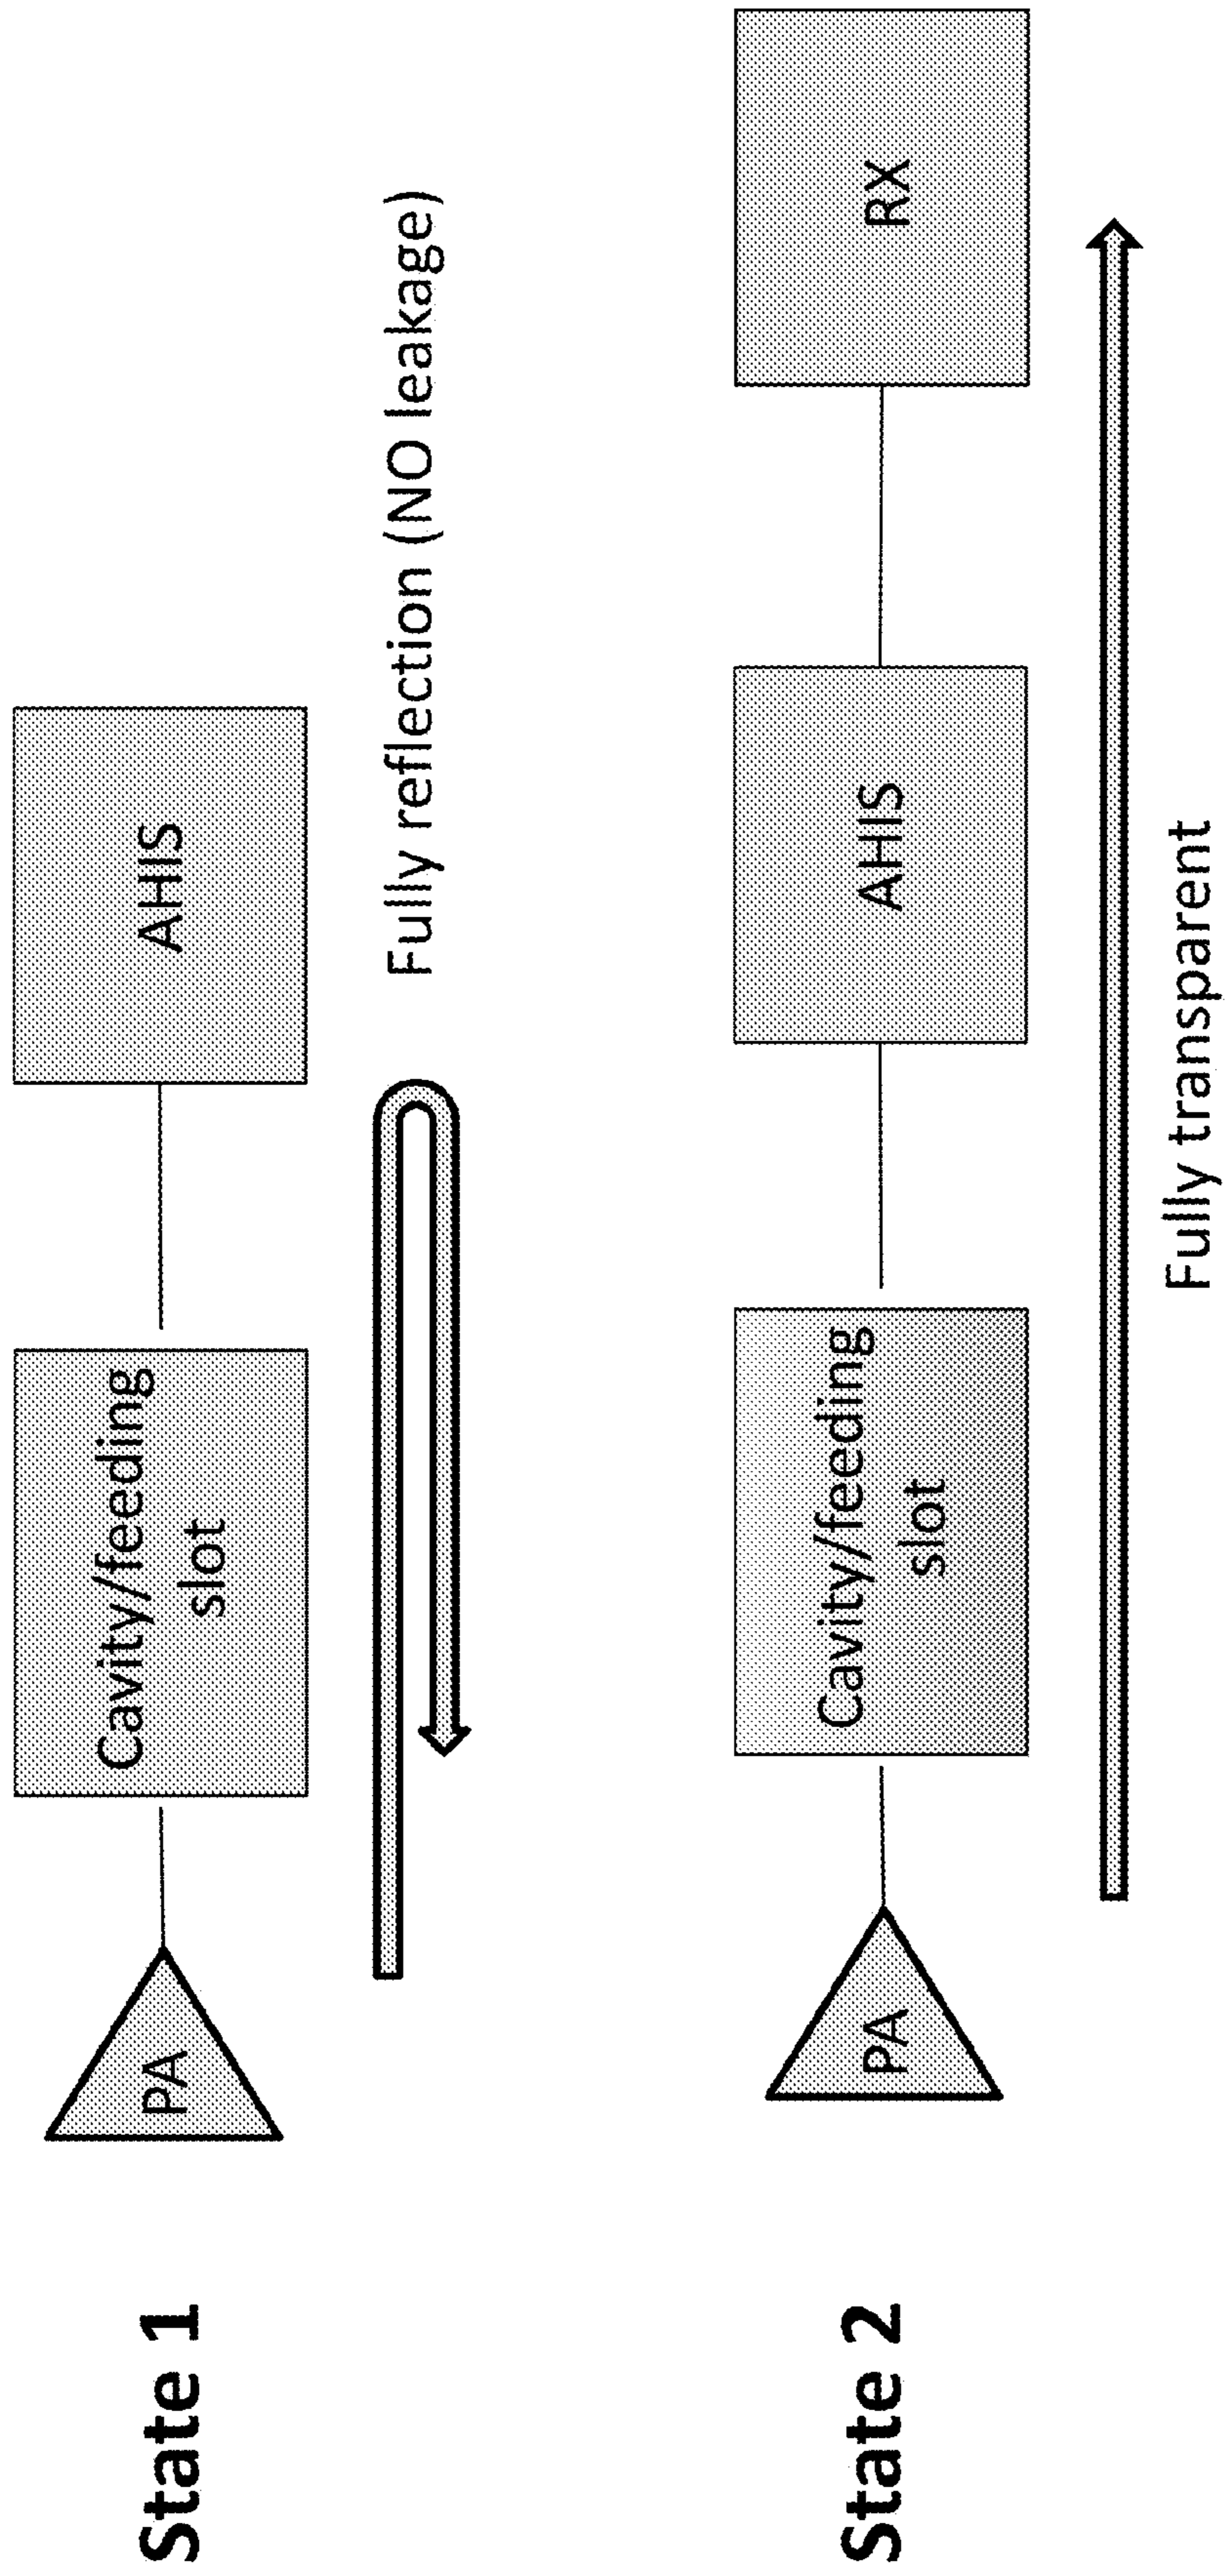 State 1
PA
Cavity/feeding
slot
AHIS
Fully reflection (NO leakage)
State 2
PA
Cavity/feeding
slot
AHIS
RX
Fully transparent